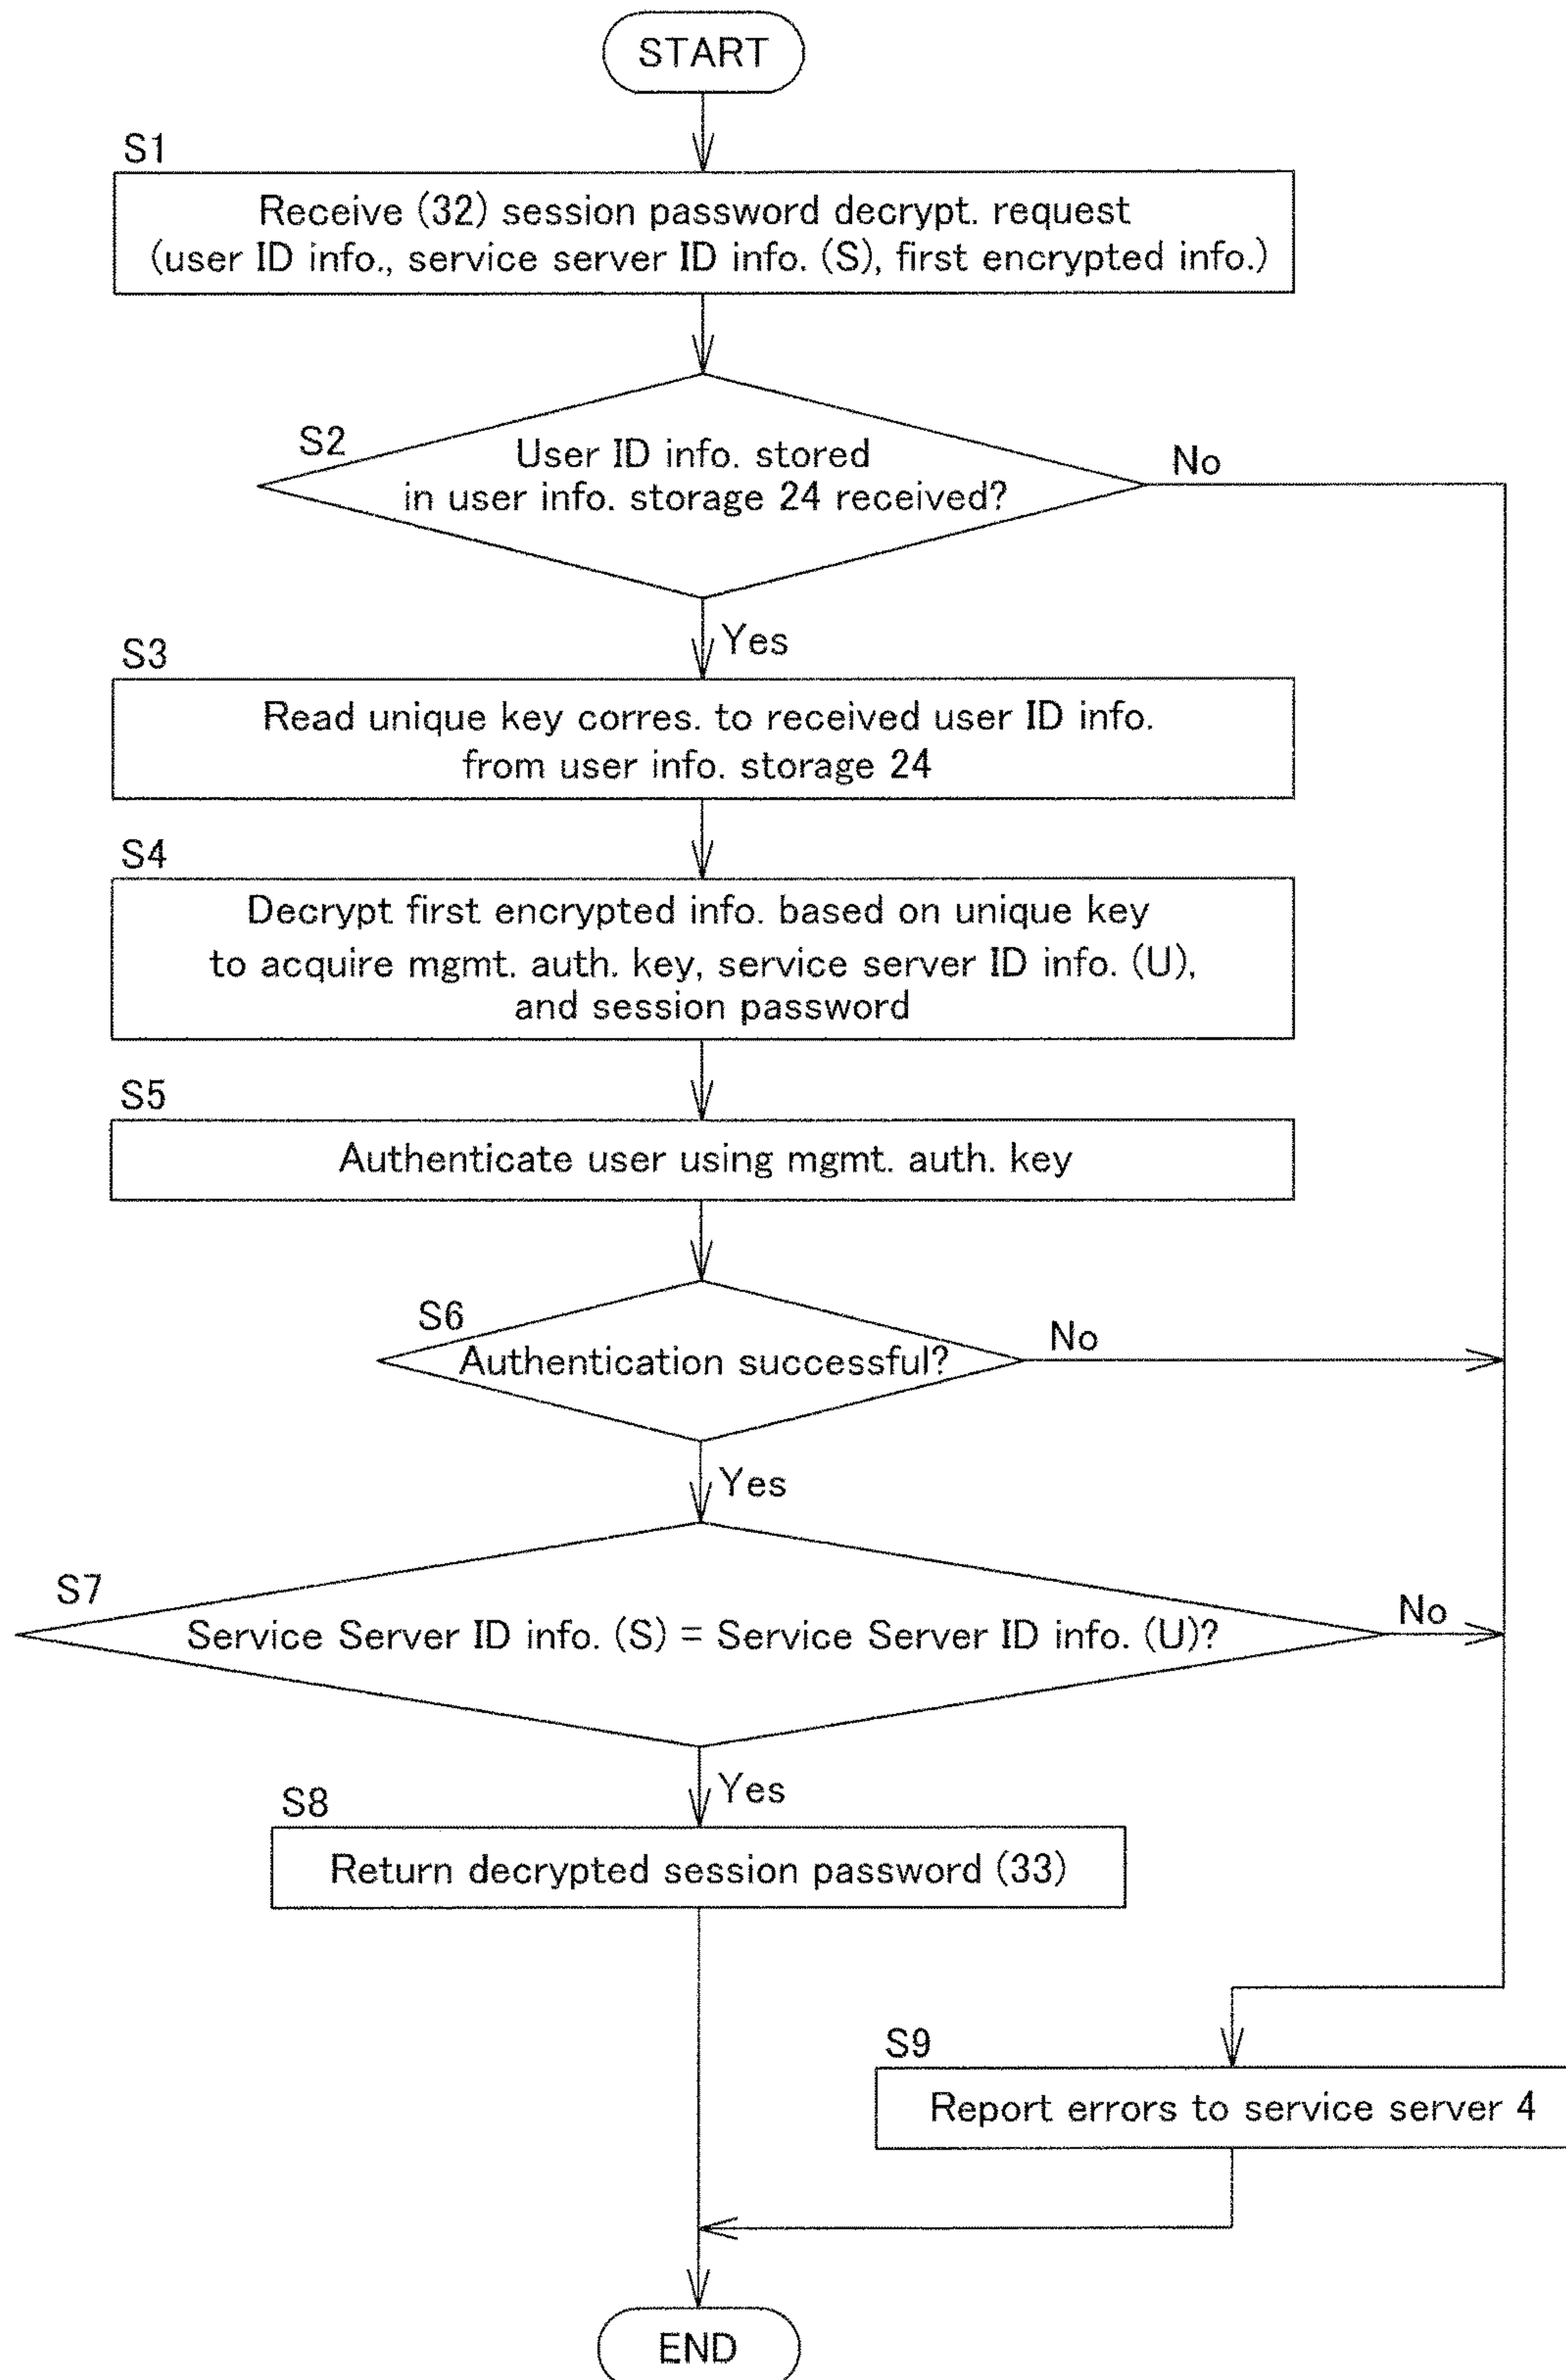 START
S1
Receive (32) session password decrypt. request
(user ID info., service server ID info. (S), first encrypted info.)
S2
User ID info. stored
in user info. storage 24 received?
No
Yes
S3
Read unique key corres. to received user ID info.
from user info. storage 24
S4
Decrypt first encrypted info. based on unique key
to acquire mgmt. auth. key, service server ID info. (U),
and session password
S5
Authenticate user using mgmt. auth. key
S6
Authentication successful?
No
Yes
S7
Service Server ID info. (S) = Service Server ID info. (U)?
No
Yes
S8
Return decrypted session password (33)
S9
Report errors to service server 4
END